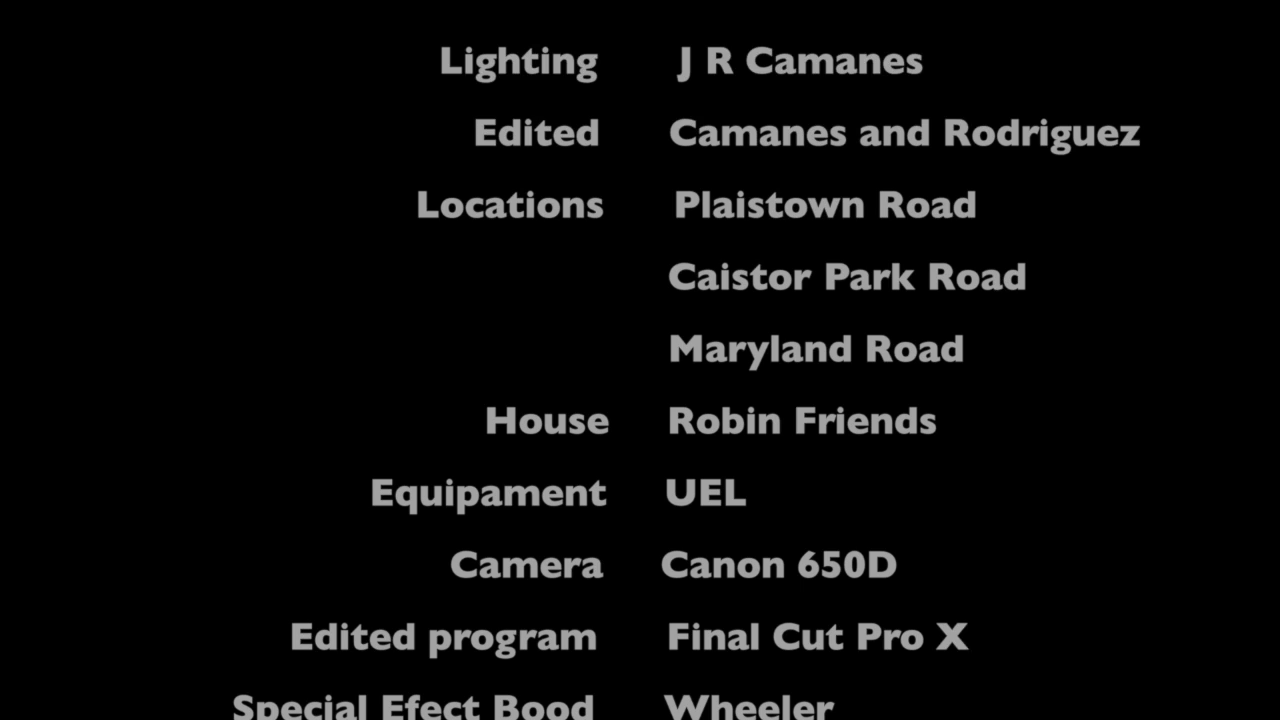 Lighting J R Camanes
Edited Camanes and Rodriguez
Locations Plaistown Road
Caistor Park Road
Maryland Road
House Robin Friends
Equipament UEL
Camera Canon 650D
Edited program Final Cut Pro X
Special Efect Bood Wheeler